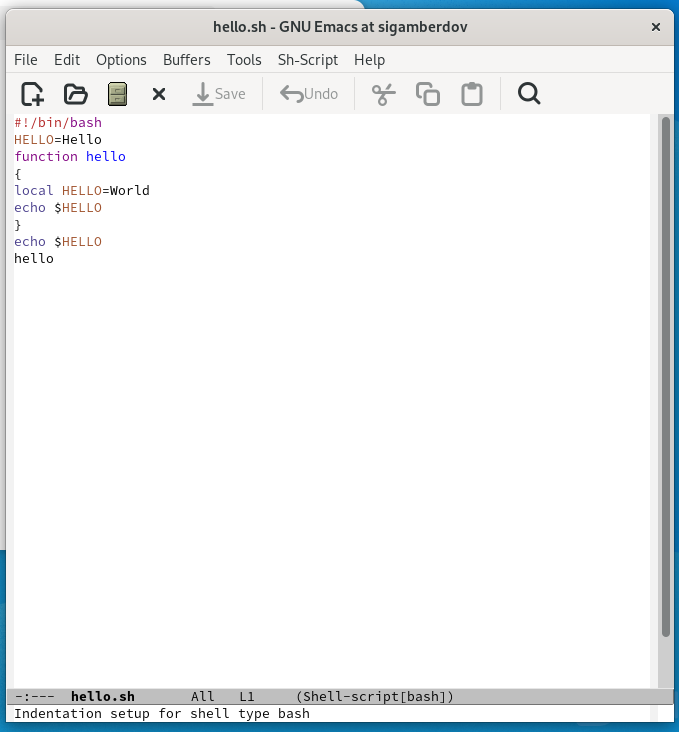 hello.sh - GNU Emacs at sigamberdov
File Edit Options Buffers Tools Sh-Script Help
Save Undo
#!/bin/bash
HELLO=Hello
function hello
{
local HELLO=World
echo $HELLO
}
echo $HELLO
hello
-:--- hello.sh All L1 (Shell-script[bash])
Indentation setup for shell type bash